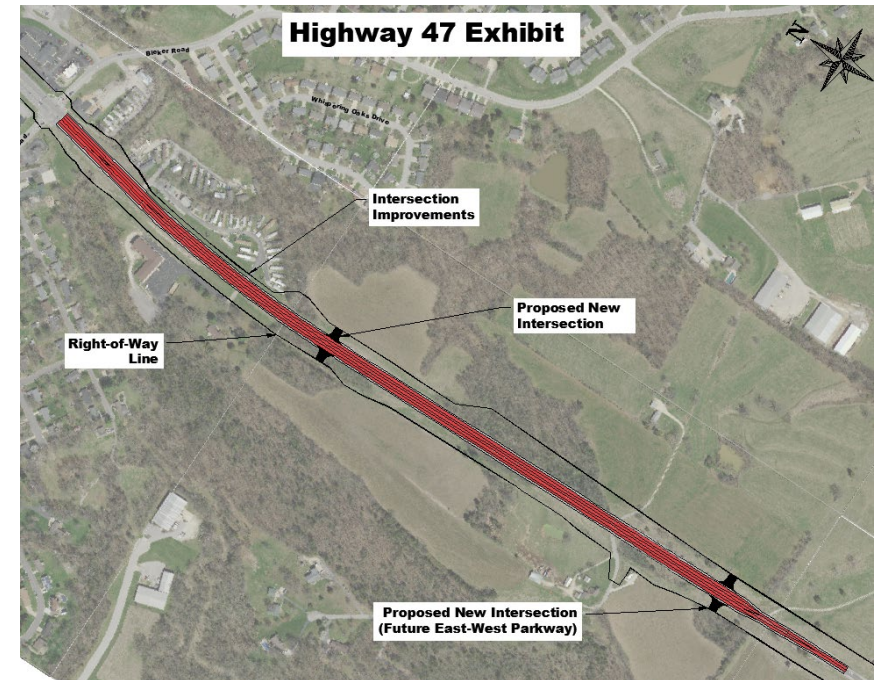 Highway 47 Exhibit
N
Bieker Road
Whispering Oaks Drive
Intersection
Improvements
Proposed New
Intersection
Right-of-Way
Line
Proposed New Intersection
(Future East-West Parkway)